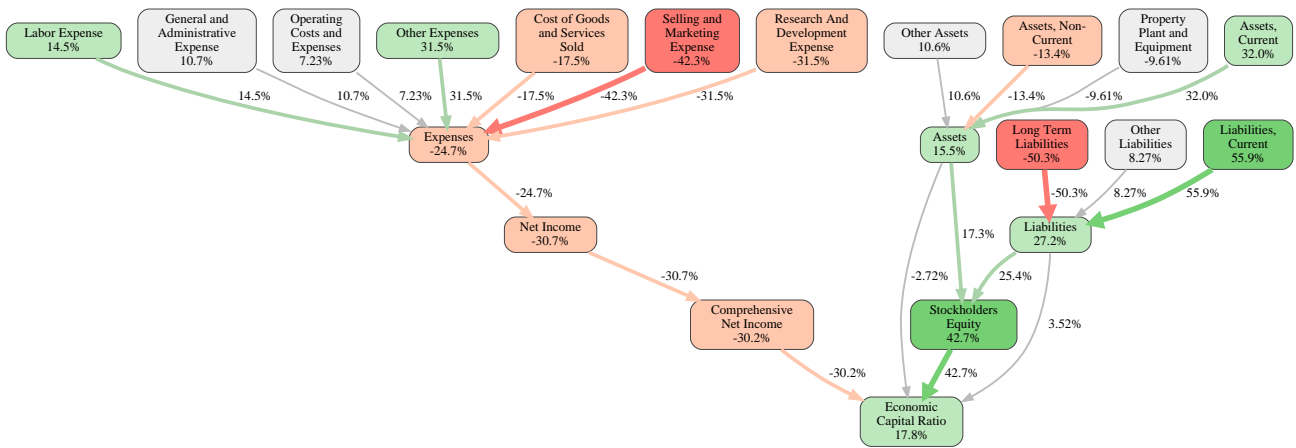 Labor Expense
14.5%
General and
Administrative
Expense
10.7%
Operating
Costs and
Expenses
7.23%
Other Expenses
31.5%
Cost of Goods
and Services
Sold
-17.5%
Selling and
Marketing
Expense
-42.3%
Research And
Development
Expense
-31.5%
Other Assets
10.6%
Assets, Non-
Current
-13.4%
Property
Plant and
Equipment
-9.61%
Assets,
Current
32.0%
14.5%
10.7%
7.23%
31.5%
-17.5%
-42.3%
-31.5%
10.6%
-13.4%
-9.61%
32.0%
Expenses
-24.7%
Assets
15.5%
Long Term
Liabilities
-50.3%
Other
Liabilities
8.27%
Liabilities,
Current
55.9%
-24.7%
-50.3%
8.27%
55.9%
Net Income
-30.7%
17.3%
Liabilities
27.2%
-30.7%
-2.72%
25.4%
Comprehensive
Net Income
-30.2%
Stockholders
Equity
42.7%
3.52%
-30.2%
42.7%
Economic
Capital Ratio
17.8%